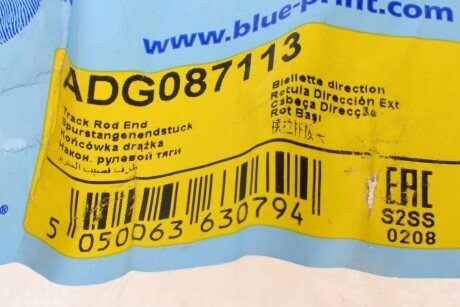 www.blue-print.com
ADG087113
Track Rod End
Spurstangenendstuck
Końcówka drążka
Након. рулевой тяги
Biellette direction
Rotula Dirección Ext
Cabeça Direcção
Rot Başı
5 050063 630794
EAC
S2SS
0208
®